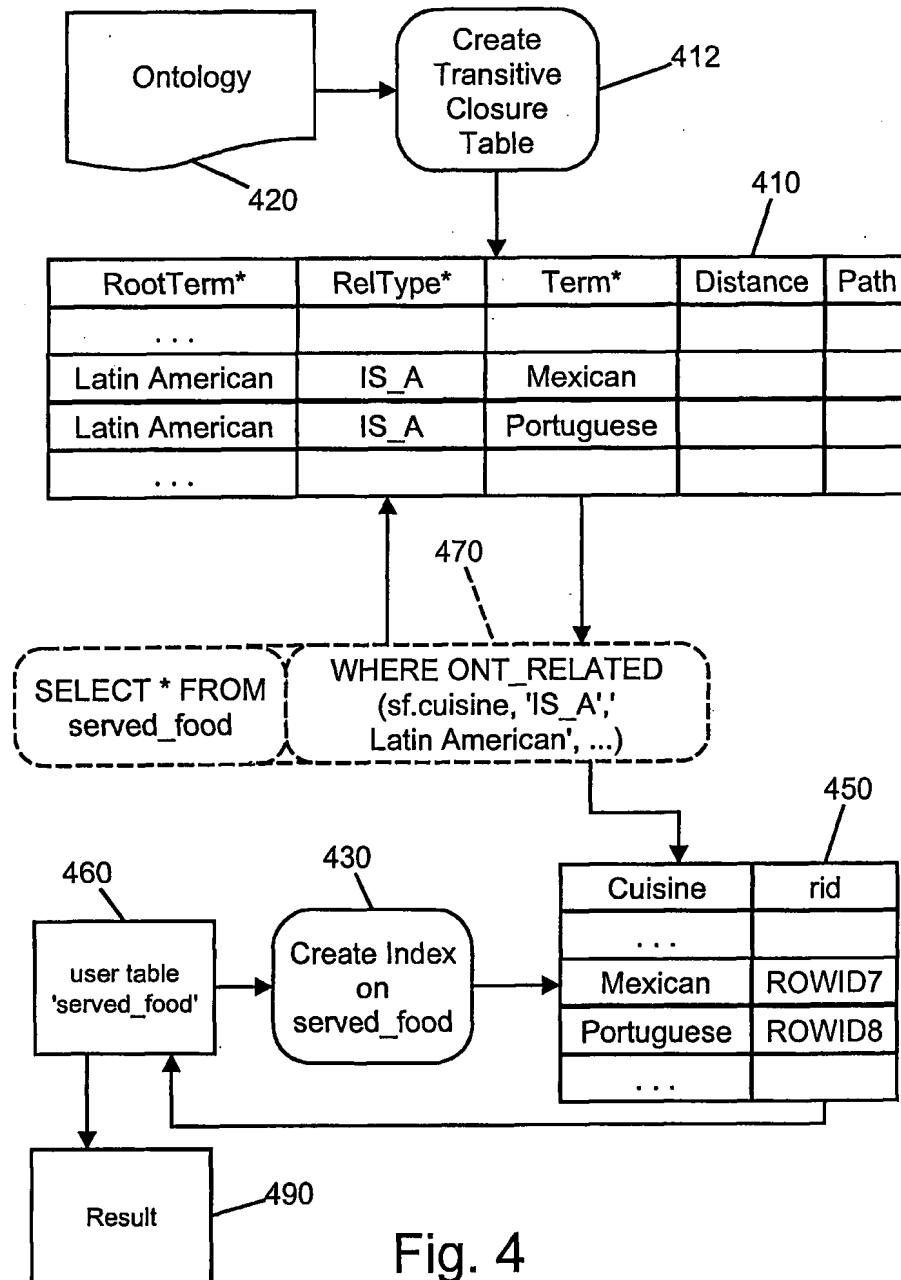 Ontology
420
Create
Transitive
Closure
Table
412
410
RootTerm* RelType* Term* Distance Path
. . .
Latin American IS_A Mexican
Latin American IS_A Portuguese
. . .
470
SELECT * FROM
served_food
WHERE ONT_RELATED
(sf.cuisine, 'IS_A','
Latin American', ...)
460
user table
'served_food'
430
Create Index
on
served_food
450
Cuisine rid
. . .
Mexican ROWID7
Portuguese ROWID8
. . .
Result
490
Fig. 4